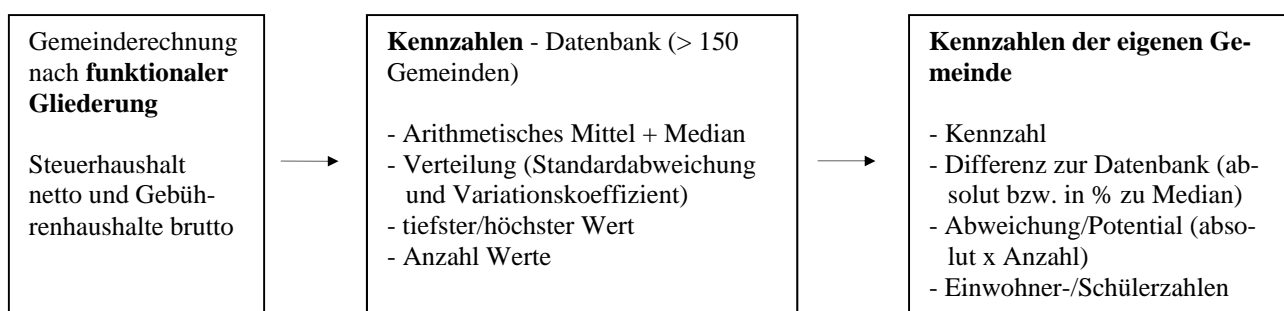 Gemeinderechnung
nach funktionaler
Gliederung
Steuerhaushalt
netto und Gebüh-
renhaushalte brutto
Kennzahlen - Datenbank (> 150
Gemeinden)
- Arithmetisches Mittel + Median
- Verteilung (Standardabweichung
und Variationskoeffizient)
- tiefster/höchster Wert
- Anzahl Werte
Kennzahlen der eigenen Ge-
meinde
- Kennzahl
- Differenz zur Datenbank (ab-
solut bzw. in % zu Median)
- Abweichung/Potential (abso-
lut x Anzahl)
- Einwohner-/Schülerzahlen